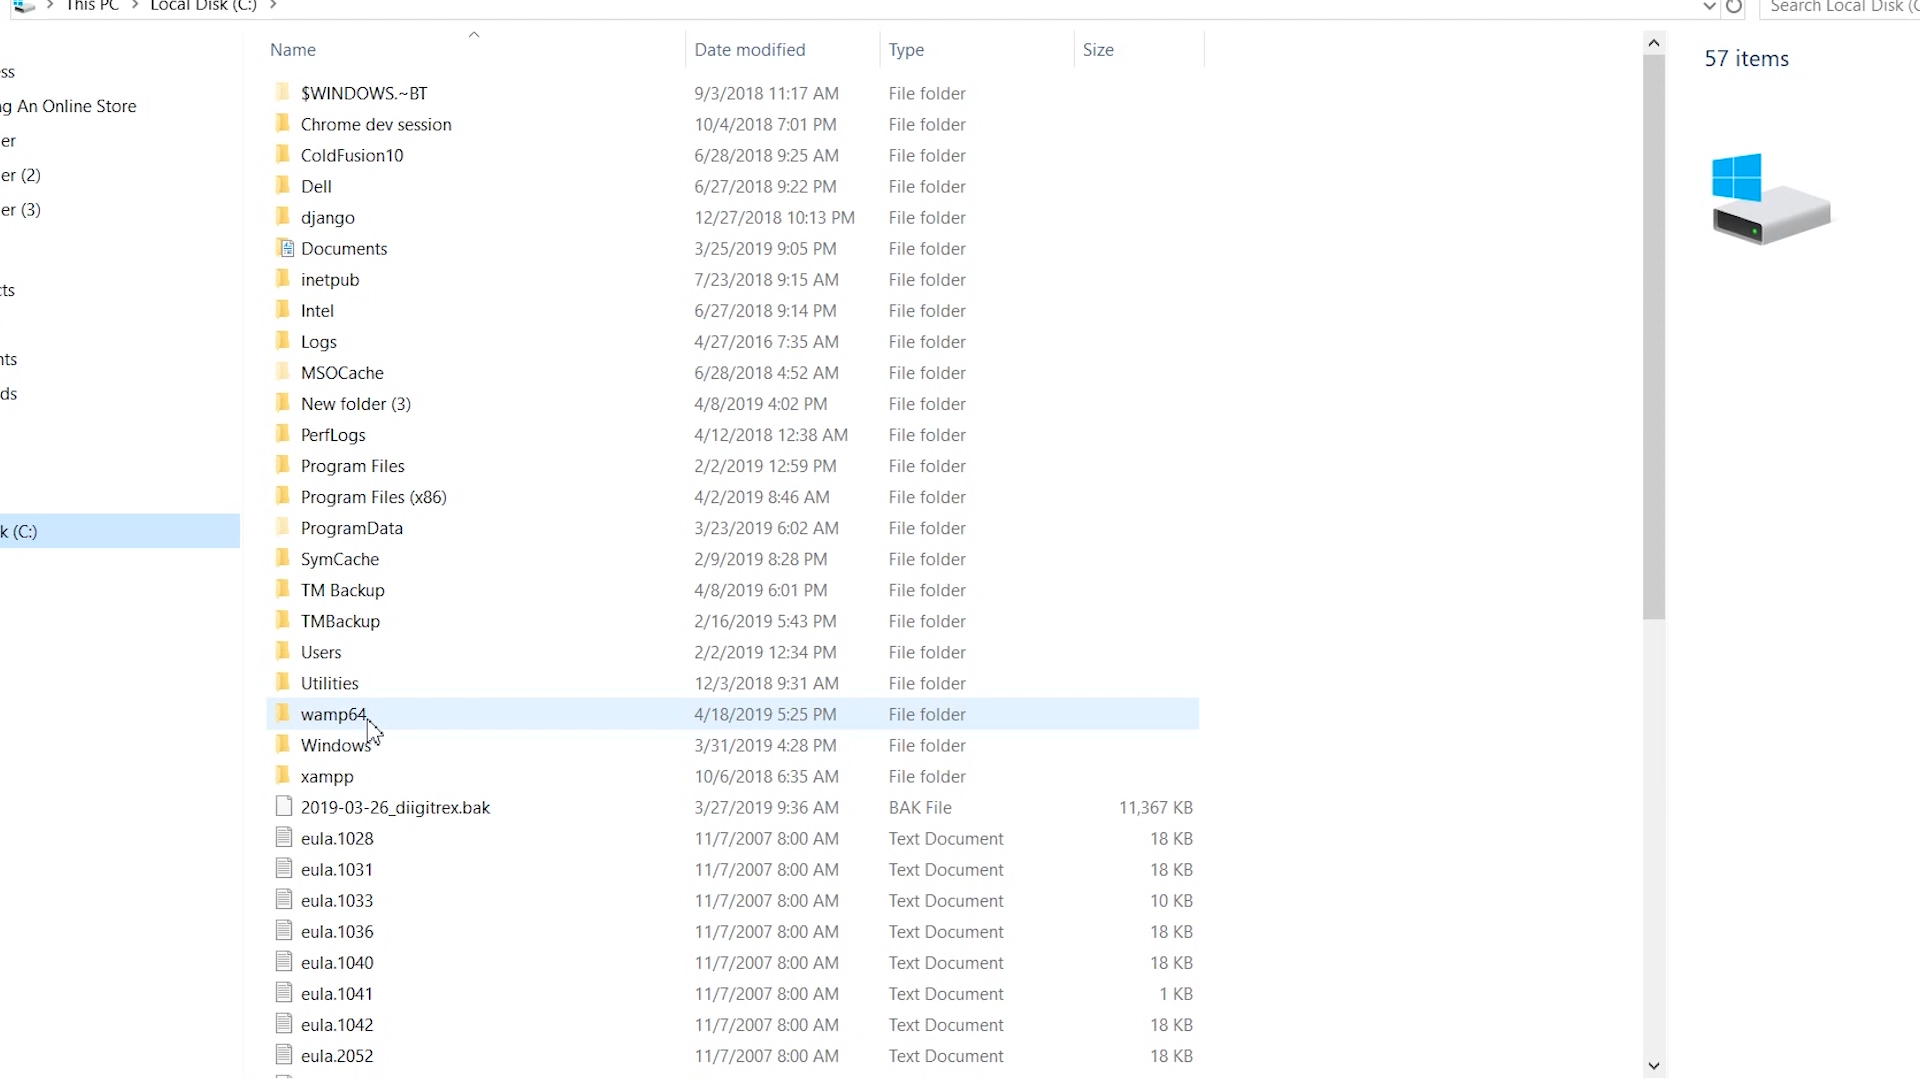 This PC > Local Disk (C:) >
Search Local Disk (C
Name Date modified Type Size
57 items
ss
g An Online Store
er
er (2)
er (3)
cts
nts
ds
k (C:)
$WINDOWS.~BT 9/3/2018 11:17 AM File folder
Chrome dev session 10/4/2018 7:01 PM File folder
ColdFusion10 6/28/2018 9:25 AM File folder
Dell 6/27/2018 9:22 PM File folder
django 12/27/2018 10:13 PM File folder
Documents 3/25/2019 9:05 PM File folder
inetpub 7/23/2018 9:15 AM File folder
Intel 6/27/2018 9:14 PM File folder
Logs 4/27/2016 7:35 AM File folder
MSOCache 6/28/2018 4:52 AM File folder
New folder (3) 4/8/2019 4:02 PM File folder
PerfLogs 4/12/2018 12:38 AM File folder
Program Files 2/2/2019 12:59 PM File folder
Program Files (x86) 4/2/2019 8:46 AM File folder
ProgramData 3/23/2019 6:02 AM File folder
SymCache 2/9/2019 8:28 PM File folder
TM Backup 4/8/2019 6:01 PM File folder
TMBackup 2/16/2019 5:43 PM File folder
Users 2/2/2019 12:34 PM File folder
Utilities 12/3/2018 9:31 AM File folder
wamp64 4/18/2019 5:25 PM File folder
Windows 3/31/2019 4:28 PM File folder
xampp 10/6/2018 6:35 AM File folder
2019-03-26_diigitrex.bak 3/27/2019 9:36 AM BAK File 11,367 KB
eula.1028 11/7/2007 8:00 AM Text Document 18 KB
eula.1031 11/7/2007 8:00 AM Text Document 18 KB
eula.1033 11/7/2007 8:00 AM Text Document 10 KB
eula.1036 11/7/2007 8:00 AM Text Document 18 KB
eula.1040 11/7/2007 8:00 AM Text Document 18 KB
eula.1041 11/7/2007 8:00 AM Text Document 1 KB
eula.1042 11/7/2007 8:00 AM Text Document 18 KB
eula.2052 11/7/2007 8:00 AM Text Document 18 KB